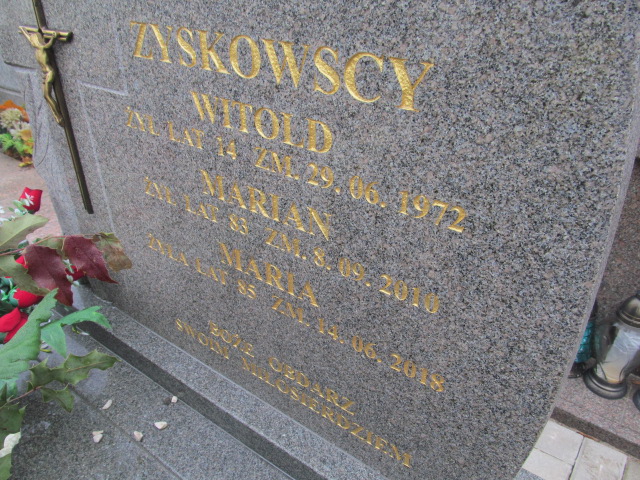 ZYSKOWSCY
WITOLD
ŻYŁ LAT 14 ZM. 29. 06. 1972
MARIAN
ŻYŁ LAT 85 ZM. 8. 09. 2010
MARIA
ŻYŁA LAT 85 ZM. 14. 06. 2018
BOŻE OBDARZ
SWOIM MIŁOSIERDZIEM